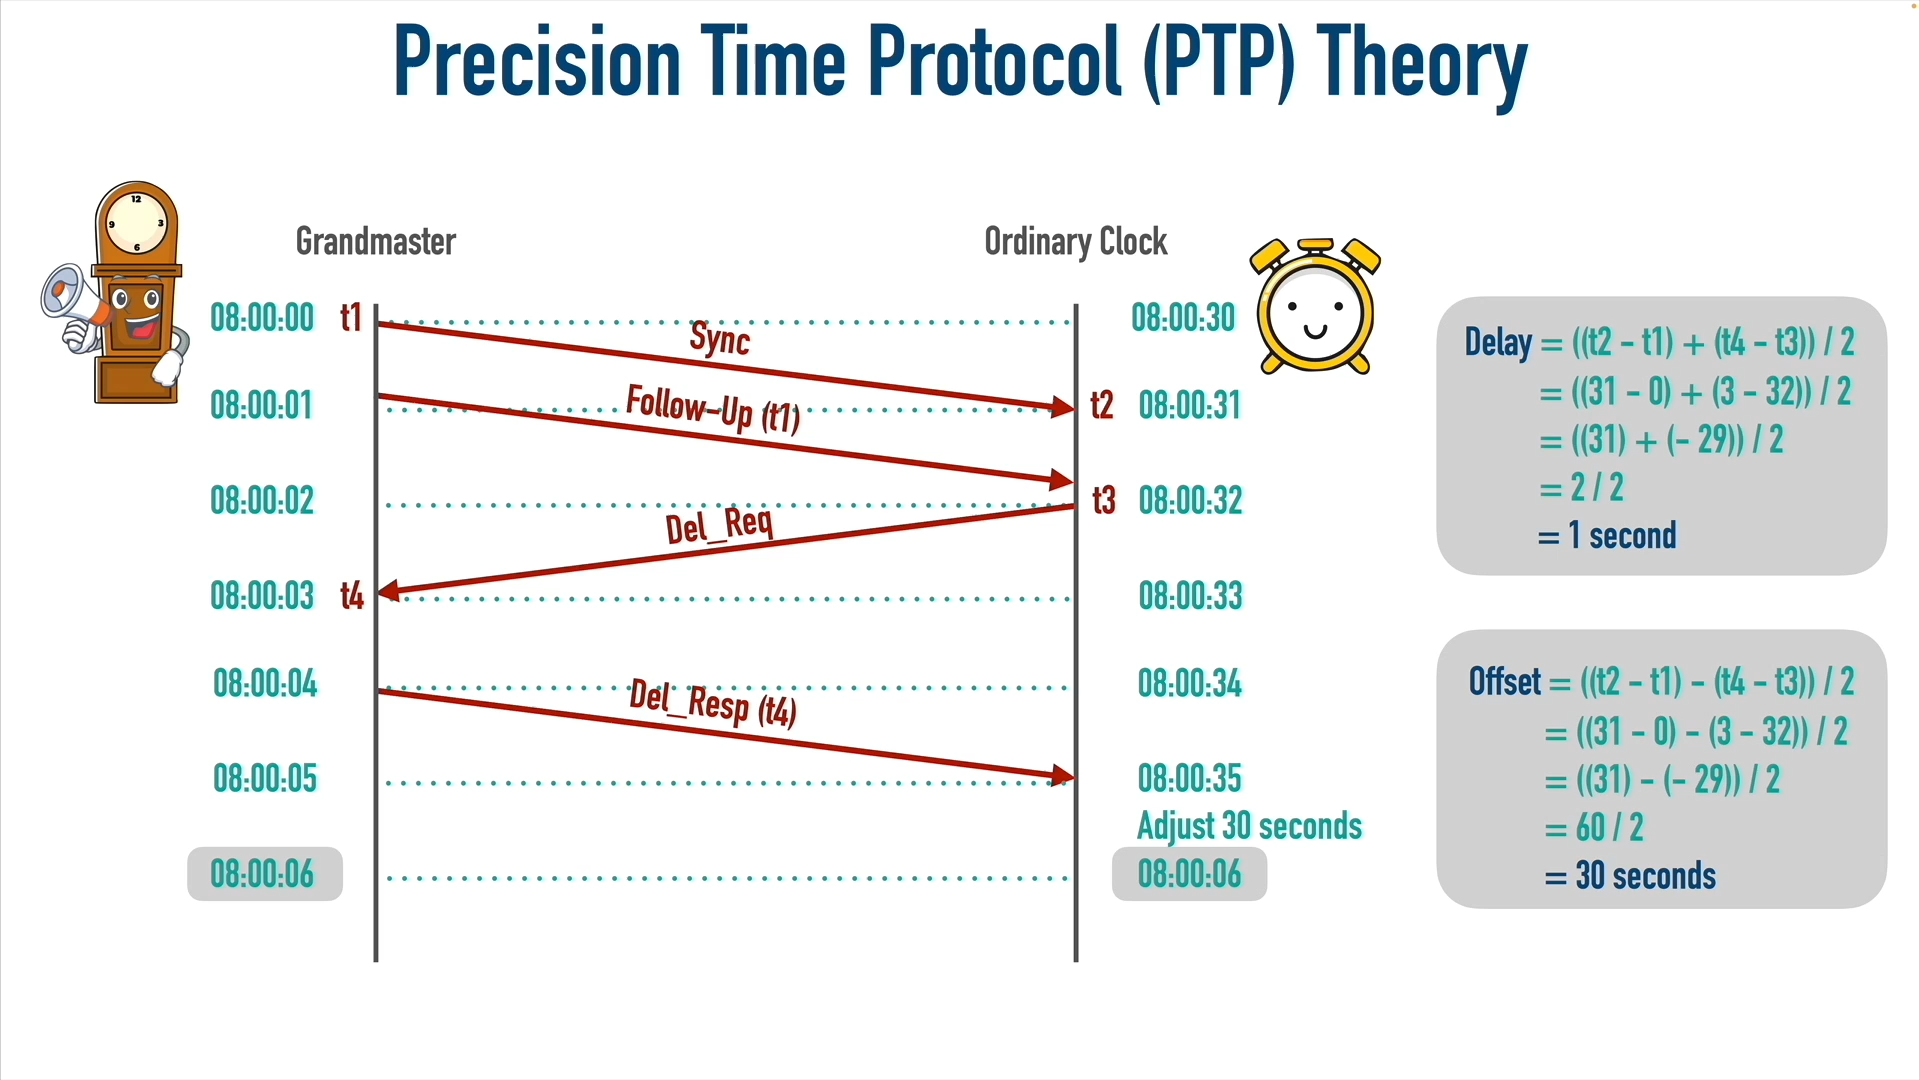 Precision Time Protocol (PTP) Theory
12
9 3
6
Grandmaster
Ordinary Clock
08:00:00 t1
Sync
08:00:30
08:00:01
Follow-Up (t1)
t2 08:00:31
08:00:02
t3 08:00:32
Del_Req
08:00:03 t4
08:00:33
08:00:04
Del_Resp (t4)
08:00:34
08:00:05
08:00:35
Adjust 30 seconds
08:00:06
08:00:06
Delay = ((t2 - t1) + (t4 - t3)) / 2
= ((31 - 0) + (3 - 32)) / 2
= ((31) + (- 29)) / 2
= 2 / 2
= 1 second
Offset = ((t2 - t1) - (t4 - t3)) / 2
= ((31 - 0) - (3 - 32)) / 2
= ((31) - (- 29)) / 2
= 60 / 2
= 30 seconds